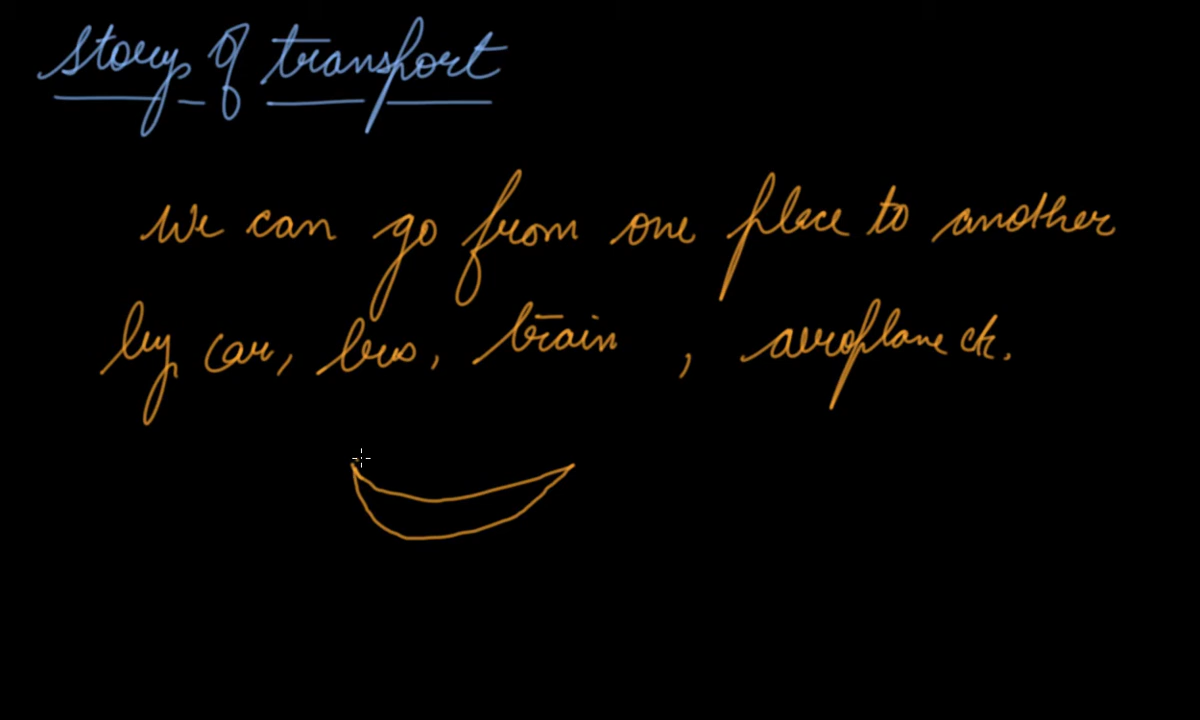 story of transport
We can go from one place to another
by car, bus, train, aeroplane etc.